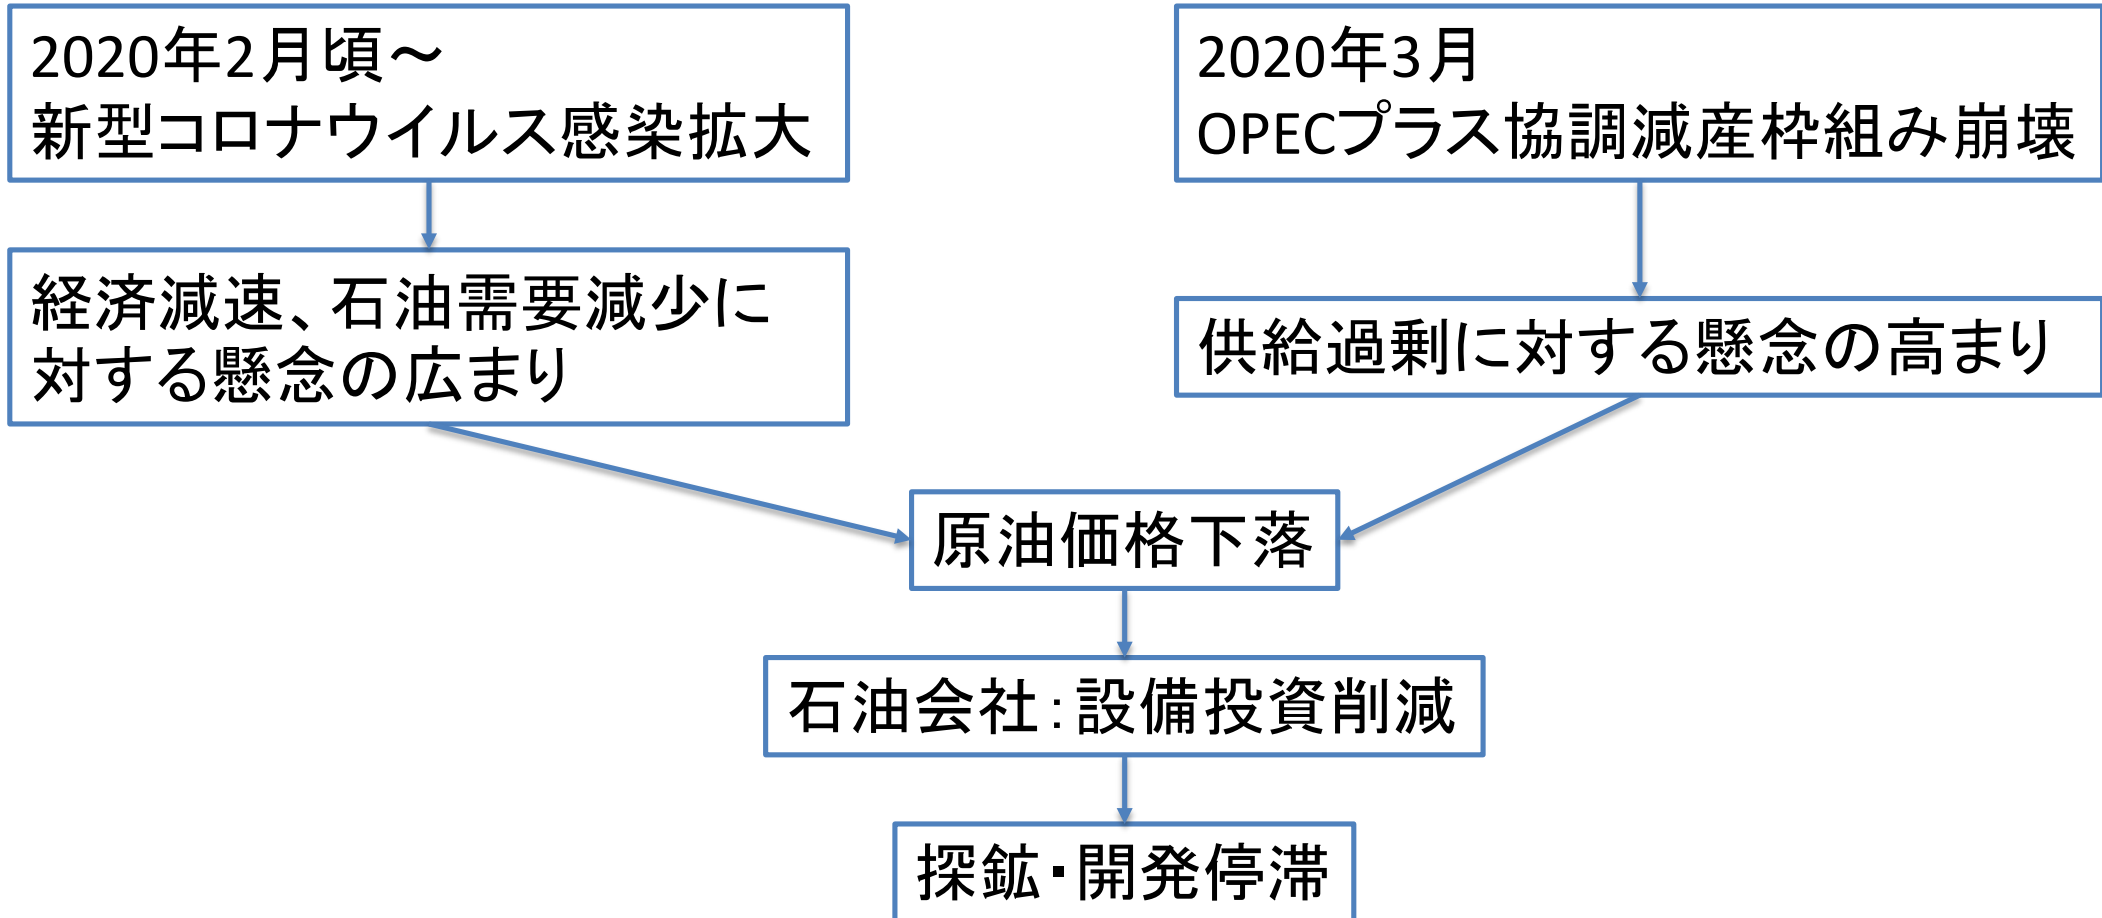 2020年2月頃～
新型コロナウイルス感染拡大
2020年3月
OPECプラス協調減産枠組み崩壊
経済減速、石油需要減少に
対する懸念の広まり
供給過剰に対する懸念の高まり
原油価格下落
石油会社：設備投資削減
探鉱・開発停滞